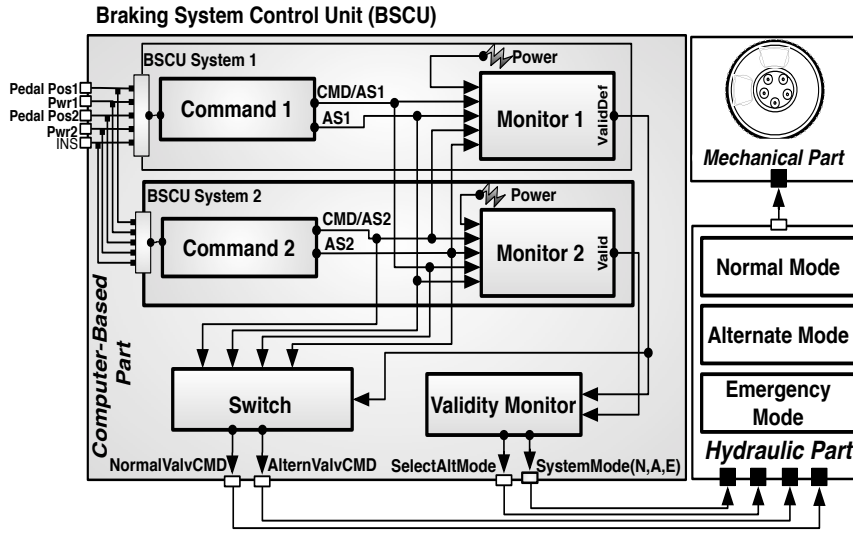 Braking System Control Unit (BSCU)
BSCU System 1
Power
Pedal Pos1
Pwr1
Pedal Pos2
Pwr2
INS
Command 1
CMD/AS1
AS1
Monitor 1
ValidDef
Mechanical Part
BSCU System 2
Power
Command 2
CMD/AS2
AS2
Monitor 2
Valid
Normal Mode
Alternate Mode
Emergency
Mode
Hydraulic Part
Computer-Based
Part
Switch
Validity Monitor
NormalValvCMD
AlternValvCMD
SelectAltMode
SystemMode(N,A,E)